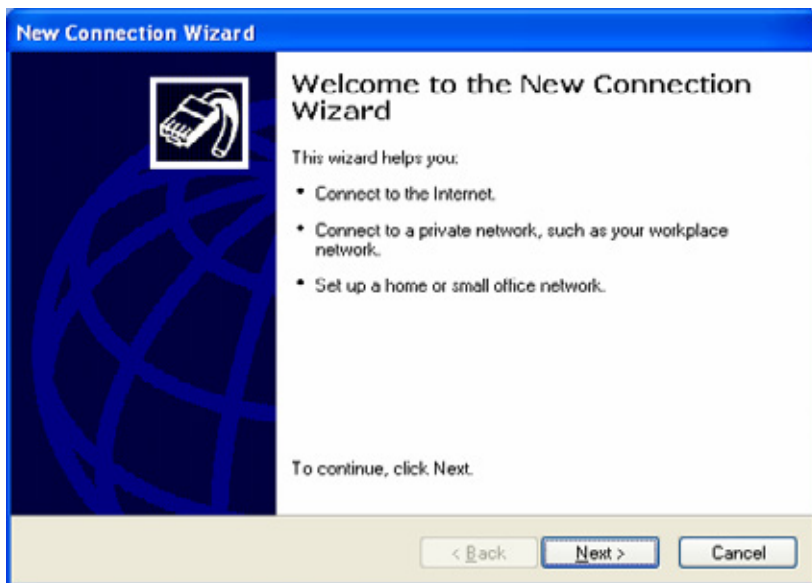 New Connection Wizard
Welcome to the New Connection
Wizard
This wizard helps you:
• Connect to the Internet.
• Connect to a private network, such as your workplace
network.
• Set up a home or small office network.
To continue, click Next.
< Back Next > Cancel